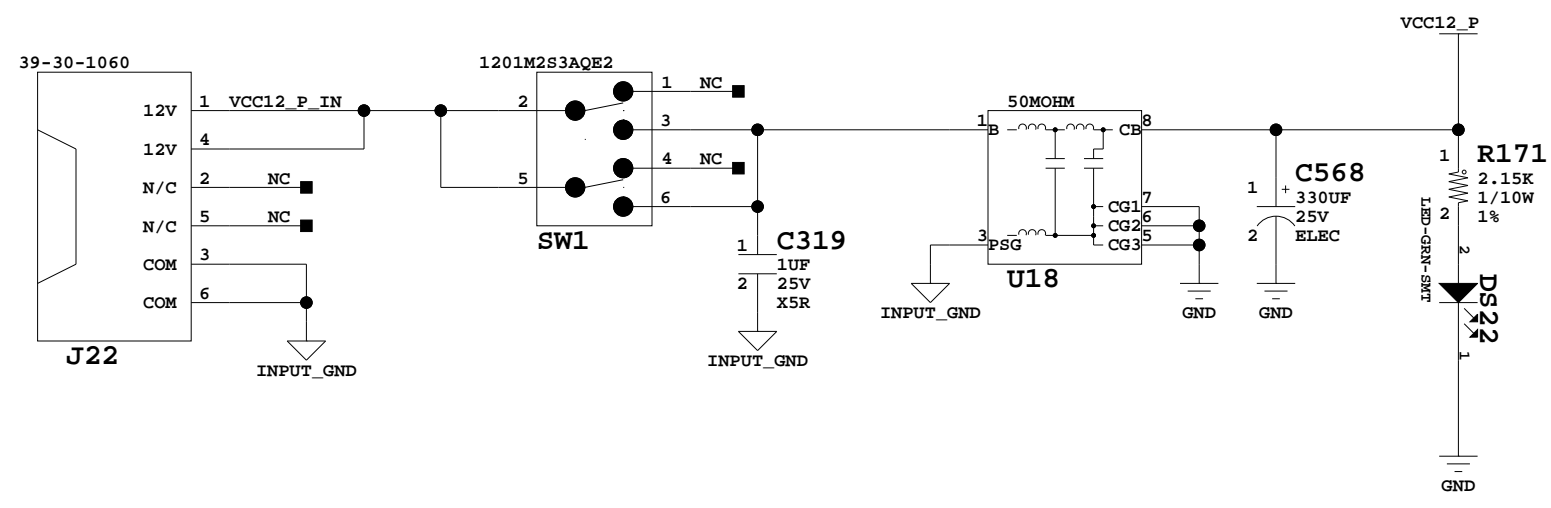 VCC12_P
39-30-1060
12V 1 VCC12_P_IN
12V 4
N/C 2 NC
N/C 5 NC
COM 3
COM 6
J22
INPUT_GND
1201M2S3AQE2
2
5
1 NC
3
4 NC
6
SW1
1 C319
1UF
2 25V
X5R
INPUT_GND
50MOHM
1 B CB 8
CG1 7
CG2 6
3 PSG CG3 5
U18
INPUT_GND
GND
C568
1 + 330UF
25V
2 ELEC
GND
1 R171
2.15K
1/10W
2 1%
LED-GRN-SMT
2
DS22
1
GND